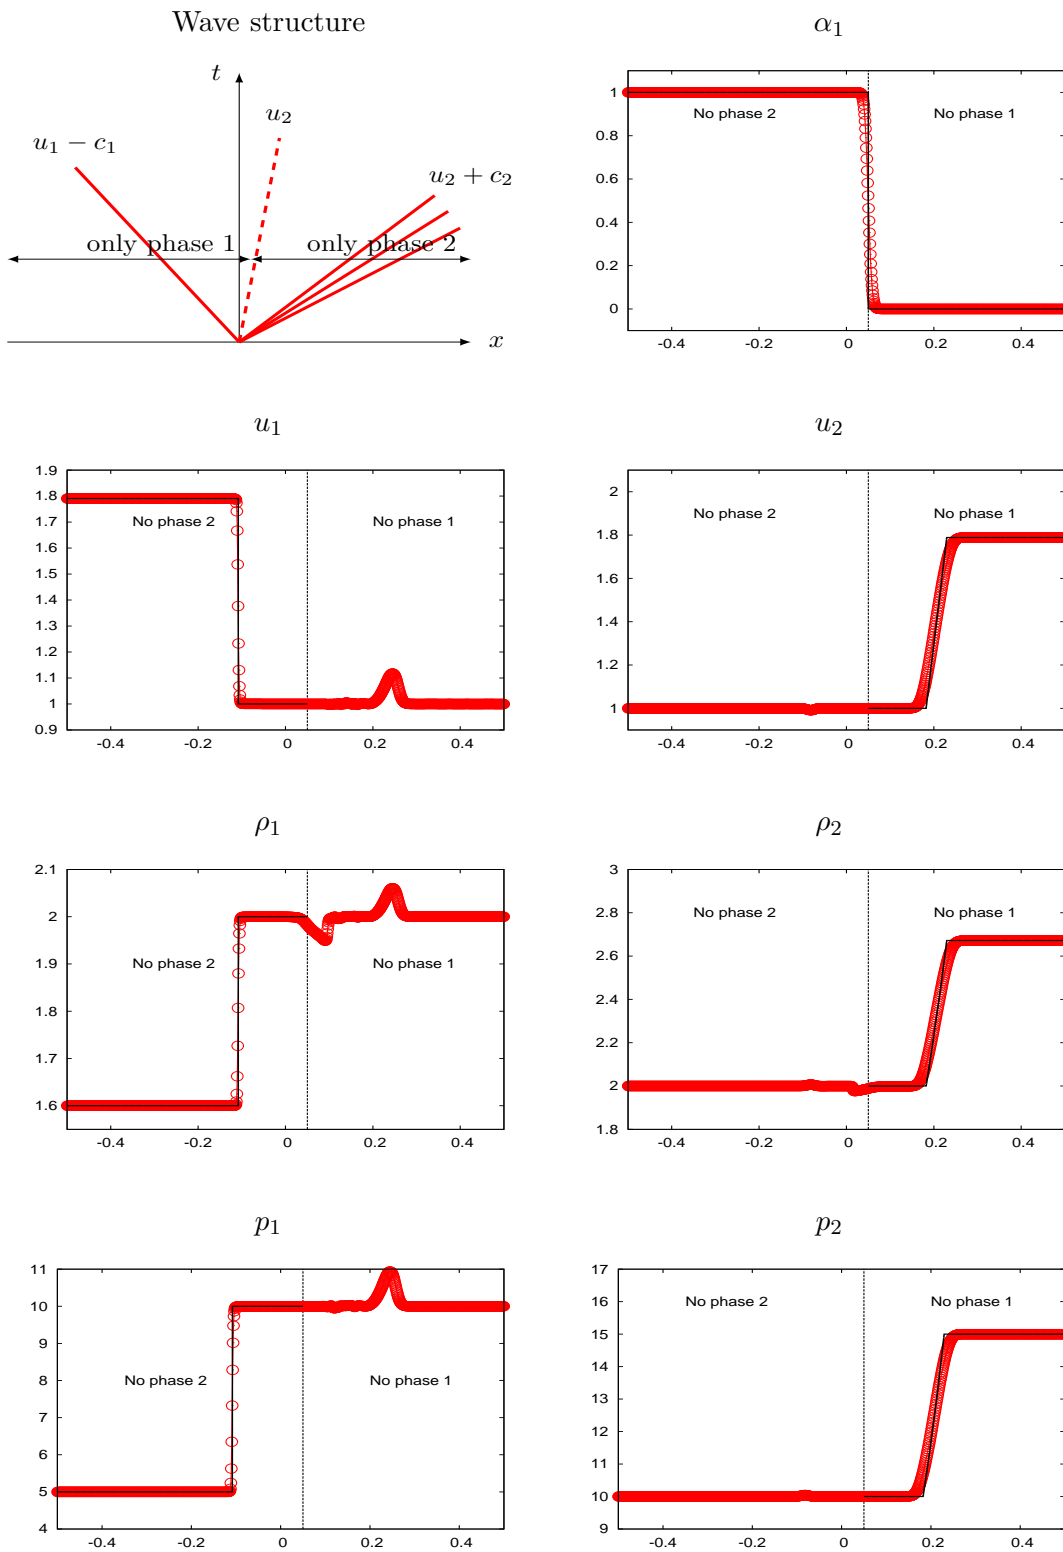 Wave structure
t
u₂
u₁ − c₁
u₂ + c₂
only phase 1
only phase 2
x
α₁
1
0.8
0.6
0.4
0.2
0
No phase 2
No phase 1
-0.4 -0.2 0 0.2 0.4
u₁
1.9
1.8
1.7
1.6
1.5
1.4
1.3
1.2
1.1
1
0.9
No phase 2
No phase 1
-0.4 -0.2 0 0.2 0.4
u₂
2
1.8
1.6
1.4
1.2
1
No phase 2
No phase 1
-0.4 -0.2 0 0.2 0.4
ρ₁
2.1
2
1.9
1.8
1.7
1.6
No phase 2
No phase 1
-0.4 -0.2 0 0.2 0.4
ρ₂
3
2.8
2.6
2.4
2.2
2
1.8
No phase 2
No phase 1
-0.4 -0.2 0 0.2 0.4
p₁
11
10
9
8
7
6
5
4
No phase 2
No phase 1
-0.4 -0.2 0 0.2 0.4
p₂
17
16
15
14
13
12
11
10
9
No phase 2
No phase 1
-0.4 -0.2 0 0.2 0.4